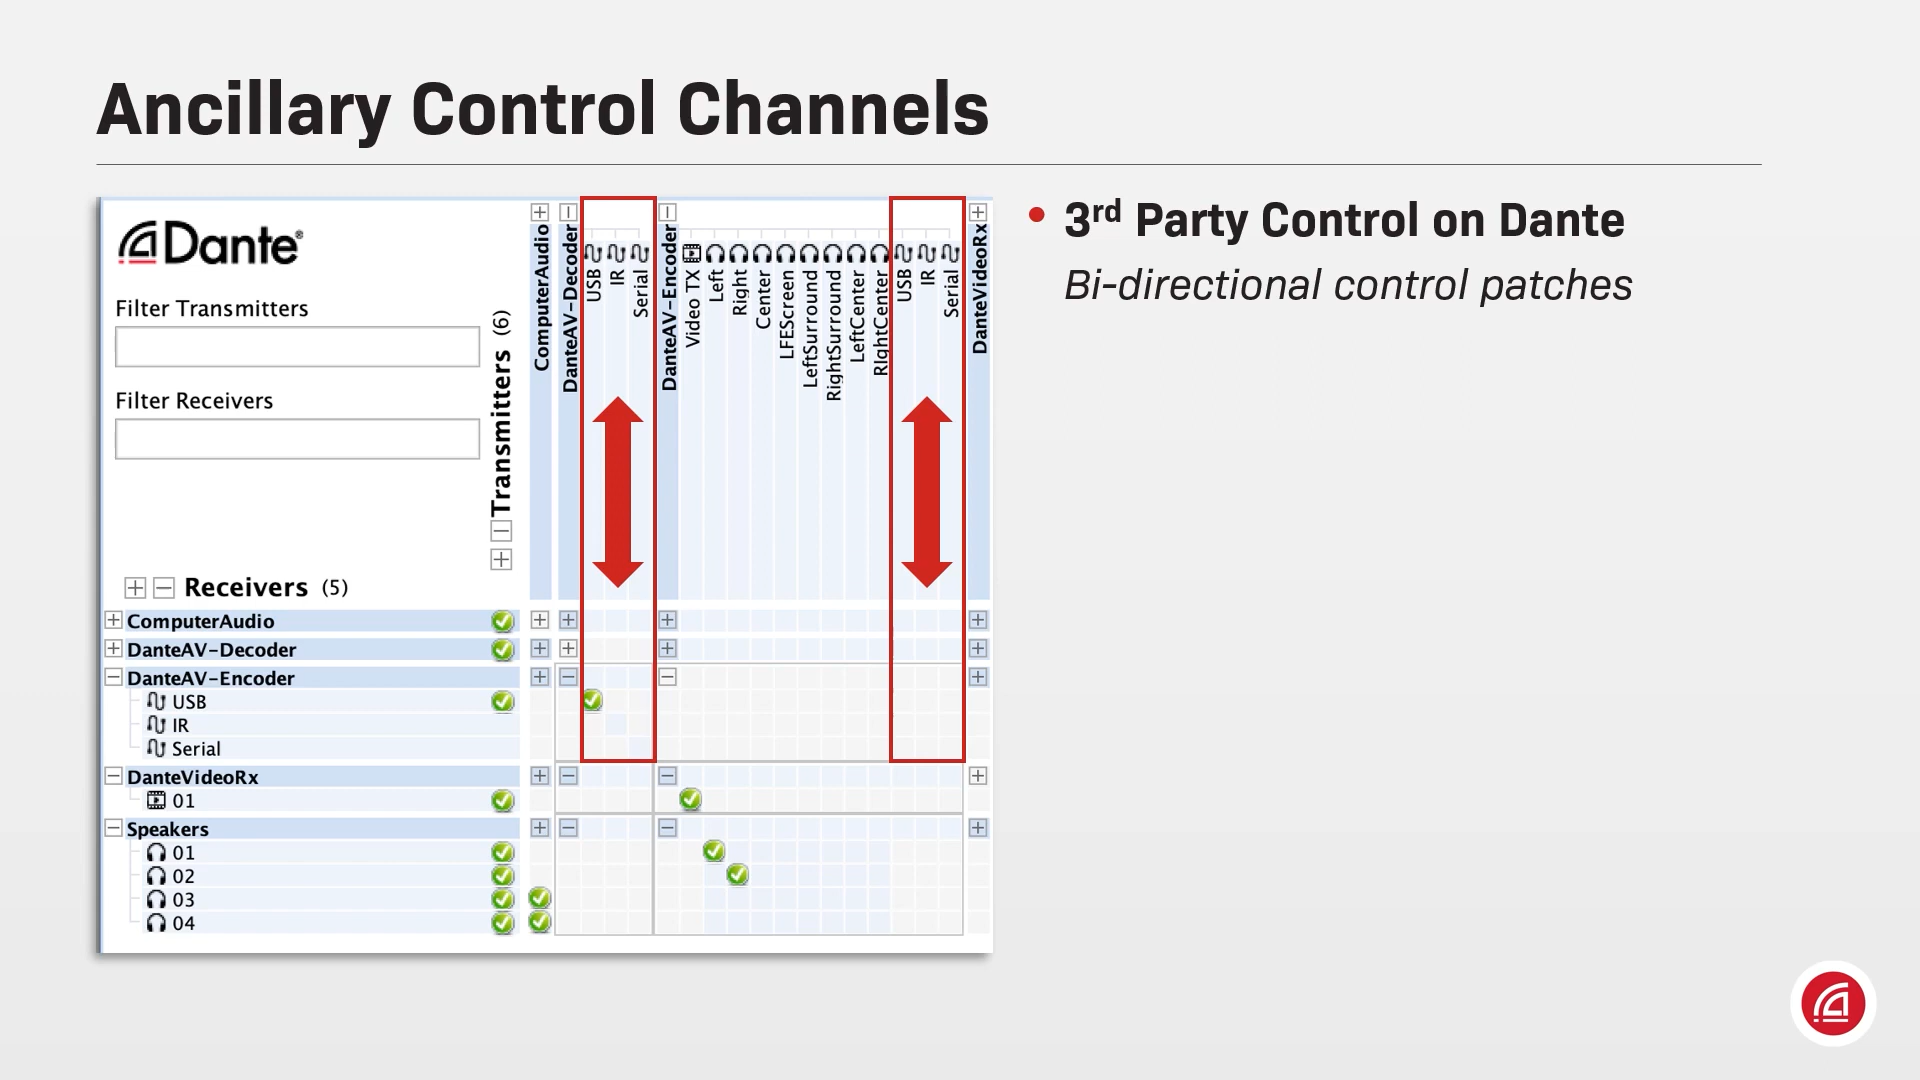 Ancillary Control Channels
Dante®
Filter Transmitters
Filter Receivers
Transmitters (6)
ComputerAudio
DanteAV-Decoder
USB
IR
Serial
DanteAV-Encoder
Video TX
Left
Right
Center
LFEScreen
LeftSurround
RightSurround
LeftCenter
RIghtCenter
USB
IR
Serial
DanteVideoRx
Receivers (5)
ComputerAudio
DanteAV-Decoder
DanteAV-Encoder
USB
IR
Serial
DanteVideoRx
01
Speakers
01
02
03
04
• 3rd Party Control on Dante
Bi-directional control patches